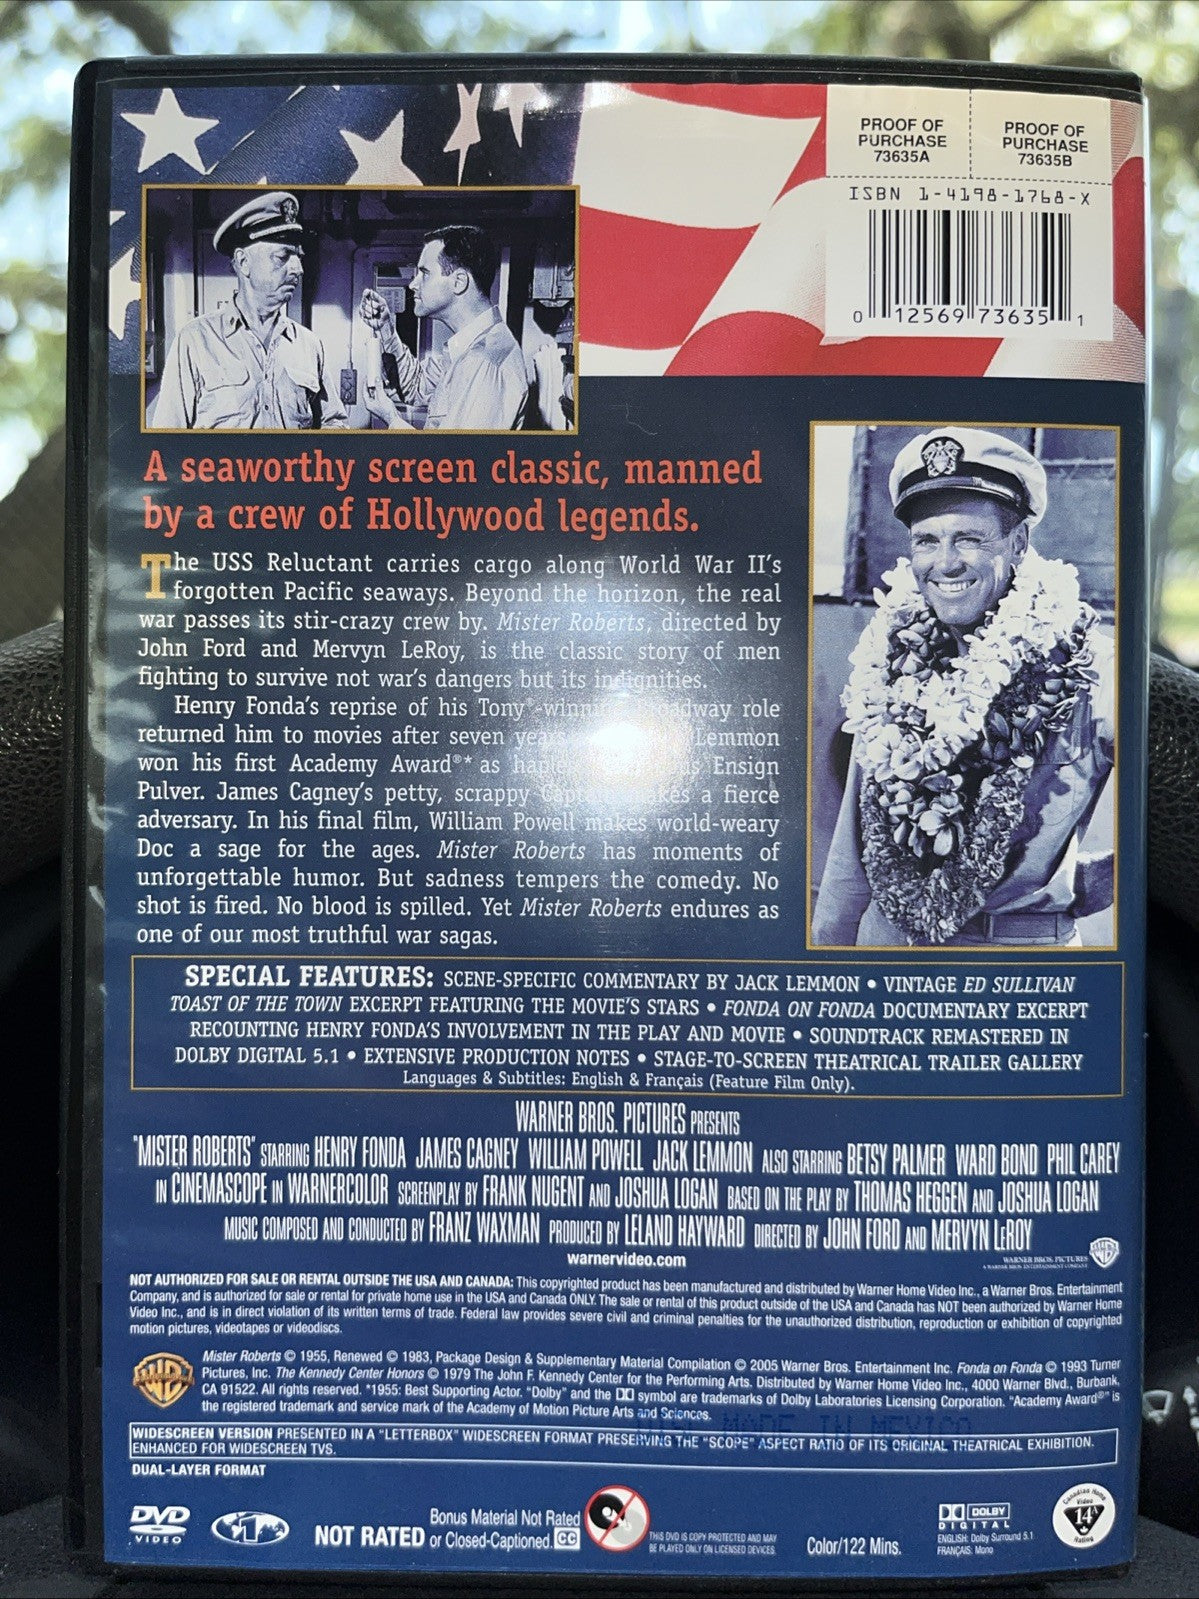 PROOF OF PURCHASE 73635A
PROOF OF PURCHASE 73635B
ISBN 1-4198-1768-X
0 12569 73635 1
A seaworthy screen classic, manned
by a crew of Hollywood legends.
The USS Reluctant carries cargo along World War II's
forgotten Pacific seaways. Beyond the horizon, the real
war passes its stir-crazy crew by. Mister Roberts, directed by
John Ford and Mervyn LeRoy, is the classic story of men
fighting to survive not war's dangers but its indignities.
Henry Fonda's reprise of his Tony®-winning Broadway role
returned him to movies after seven years Lemmon
won his first Academy Award®* as Ensign
Pulver. James Cagney's petty, scrappy Captain makes a fierce
adversary. In his final film, William Powell makes world-weary
Doc a sage for the ages. Mister Roberts has moments of
unforgettable humor. But sadness tempers the comedy. No
shot is fired. No blood is spilled. Yet Mister Roberts endures as
one of our most truthful war sagas.
SPECIAL FEATURES: SCENE-SPECIFIC COMMENTARY BY JACK LEMMON • VINTAGE ED SULLIVAN
TOAST OF THE TOWN EXCERPT FEATURING THE MOVIE'S STARS • FONDA ON FONDA DOCUMENTARY EXCERPT
RECOUNTING HENRY FONDA'S INVOLVEMENT IN THE PLAY AND MOVIE • SOUNDTRACK REMASTERED IN
DOLBY DIGITAL 5.1 • EXTENSIVE PRODUCTION NOTES • STAGE-TO-SCREEN THEATRICAL TRAILER GALLERY
Languages & Subtitles: English & Français (Feature Film Only).
WARNER BROS. PICTURES PRESENTS
"MISTER ROBERTS" STARRING HENRY FONDA JAMES CAGNEY WILLIAM POWELL JACK LEMMON ALSO STARRING BETSY PALMER WARD BOND PHIL CAREY
IN CINEMASCOPE IN WARNERCOLOR SCREENPLAY BY FRANK NUGENT AND JOSHUA LOGAN BASED ON THE PLAY BY THOMAS HEGGEN AND JOSHUA LOGAN
MUSIC COMPOSED AND CONDUCTED BY FRANZ WAXMAN PRODUCED BY LELAND HAYWARD DIRECTED BY JOHN FORD AND MERVYN LeROY
warnervideo.com
WARNER BROS. PICTURES
A WARNER BROS. ENTERTAINMENT COMPANY
NOT AUTHORIZED FOR SALE OR RENTAL OUTSIDE THE USA AND CANADA: This copyrighted product has been manufactured and distributed by Warner Home Video Inc., a Warner Bros. Entertainment
Company, and is authorized for sale or rental for private home use in the USA and Canada ONLY. The sale or rental of this product outside of the USA and Canada has NOT been authorized by Warner Home
Video Inc., and is in direct violation of its written terms of trade. Federal law provides severe civil and criminal penalties for the unauthorized distribution, reproduction or exhibition of copyrighted
motion pictures, videotapes or videodiscs.
Mister Roberts © 1955, Renewed © 1983, Package Design & Supplementary Material Compilation © 2005 Warner Bros. Entertainment Inc. Fonda on Fonda © 1993 Turner
Pictures, Inc. The Kennedy Center Honors © 1979 The John F. Kennedy Center for the Performing Arts. Distributed by Warner Home Video Inc., 4000 Warner Blvd., Burbank,
CA 91522. All rights reserved. *1955: Best Supporting Actor. "Dolby" and the DD symbol are trademarks of Dolby Laboratories Licensing Corporation. "Academy Award®" is
the registered trademark and service mark of the Academy of Motion Picture Arts and Sciences.
MADE IN MEXICO
WIDESCREEN VERSION PRESENTED IN A "LETTERBOX" WIDESCREEN FORMAT PRESERVING THE "SCOPE" ASPECT RATIO OF ITS ORIGINAL THEATRICAL EXHIBITION.
ENHANCED FOR WIDESCREEN TVS.
DUAL-LAYER FORMAT
DVD VIDEO
1
Bonus Material Not Rated
NOT RATED or Closed-Captioned. CC
THIS DVD IS COPY PROTECTED AND MAY
BE PLAYED ONLY ON LICENSED DEVICES.
Color/122 Mins.
DOLBY DIGITAL
ENGLISH: Dolby Surround 5.1
FRANÇAIS: Mono
Canadian Home Video Rating 14A